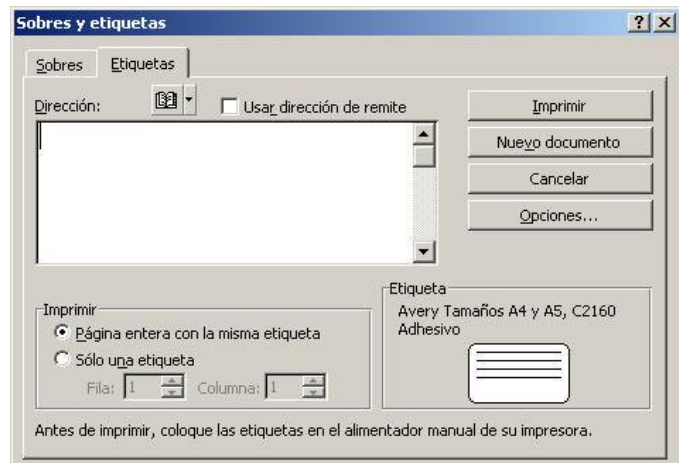 Sobres y etiquetas
Sobres Etiquetas
Dirección:
Usar dirección de remite
Imprimir
Nuevo documento
Cancelar
Opciones...
Imprimir
Página entera con la misma etiqueta
Sólo una etiqueta
Fila: 1 Columna: 1
Etiqueta
Avery Tamaños A4 y A5, C2160
Adhesivo
Antes de imprimir, coloque las etiquetas en el alimentador manual de su impresora.